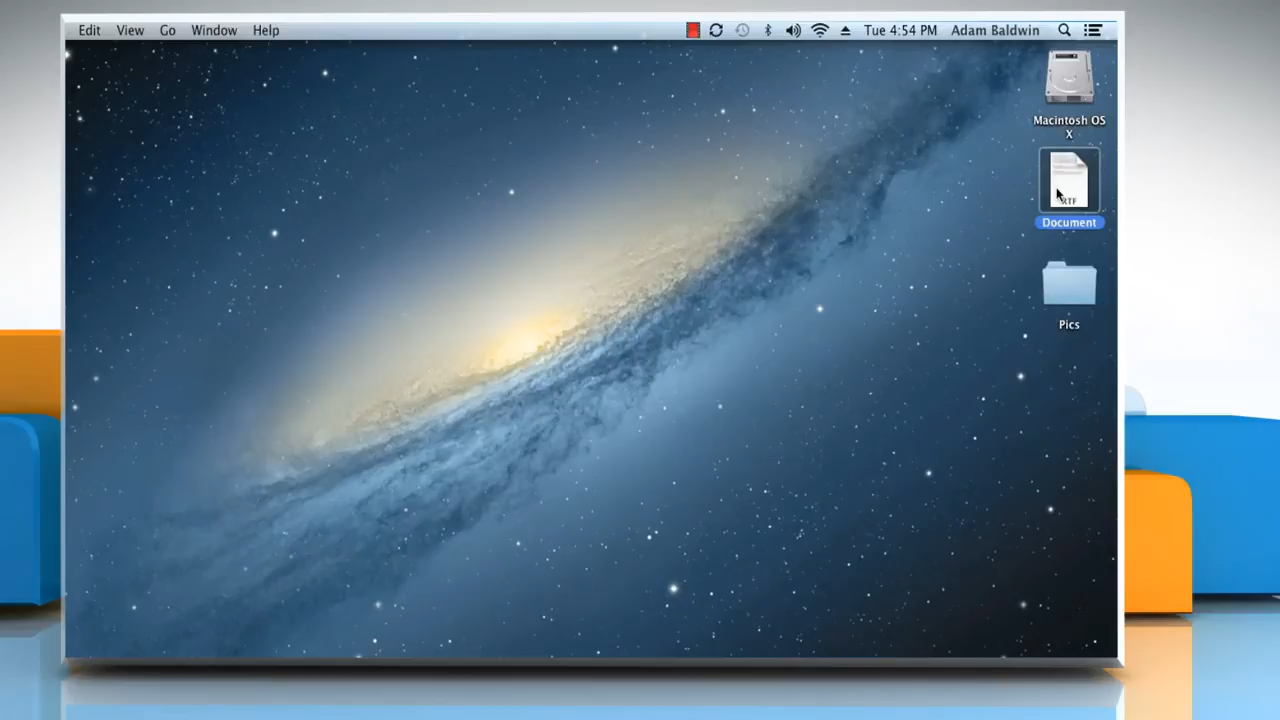 Edit View Go Window Help Tue 4:54 PM Adam Baldwin
Macintosh OS
X
RTF
Document
Pics